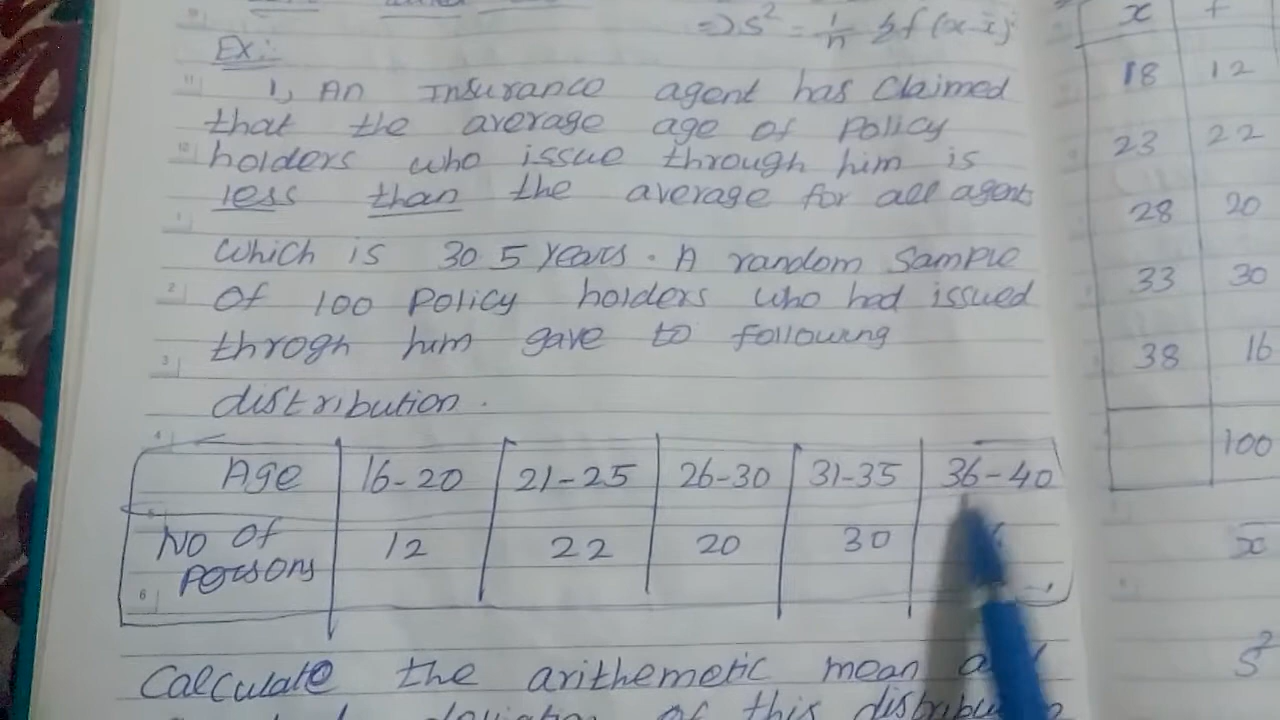 => S² = 1/n Σf(x-x̄)²
Ex:-
1, An Insurance agent has Claimed
that the average age of Policy
holders who issue through him is
less than the average for all agents
which is 30 5 years. A random Sample
Of 100 Policy holders who had issued
throgh him gave to following
distribution.
Age 16-20 21-25 26-30 31-35 36-40
No Of 12 22 20 30
persons
Calculate the arithemetic mean
of this
x f
18 12
23 22
28 20
33 30
38 16
100
x̄
S²